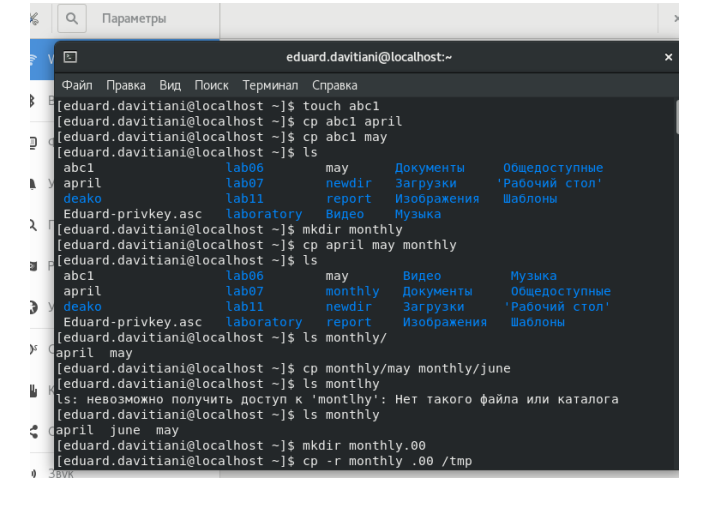 Параметры
eduard.davitiani@localhost:~
Файл Правка Вид Поиск Терминал Справка
[eduard.davitiani@localhost ~]$ touch abc1
[eduard.davitiani@localhost ~]$ cp abc1 april
[eduard.davitiani@localhost ~]$ cp abc1 may
[eduard.davitiani@localhost ~]$ ls
abc1 lab06 may Документы Общедоступные
april lab07 newdir Загрузки 'Рабочий стол'
deako lab11 report Изображения Шаблоны
Eduard-privkey.asc laboratory Видео Музыка
[eduard.davitiani@localhost ~]$ mkdir monthly
[eduard.davitiani@localhost ~]$ cp april may monthly
[eduard.davitiani@localhost ~]$ ls
abc1 lab06 may Видео Музыка
april lab07 monthly Документы Общедоступные
deako lab11 newdir Загрузки 'Рабочий стол'
Eduard-privkey.asc laboratory report Изображения Шаблоны
[eduard.davitiani@localhost ~]$ ls monthly/
april may
[eduard.davitiani@localhost ~]$ cp monthly/may monthly/june
[eduard.davitiani@localhost ~]$ ls montlhy
ls: невозможно получить доступ к 'montlhy': Нет такого файла или каталога
[eduard.davitiani@localhost ~]$ ls monthly
april june may
[eduard.davitiani@localhost ~]$ mkdir monthly.00
[eduard.davitiani@localhost ~]$ cp -r monthly .00 /tmp
Звук